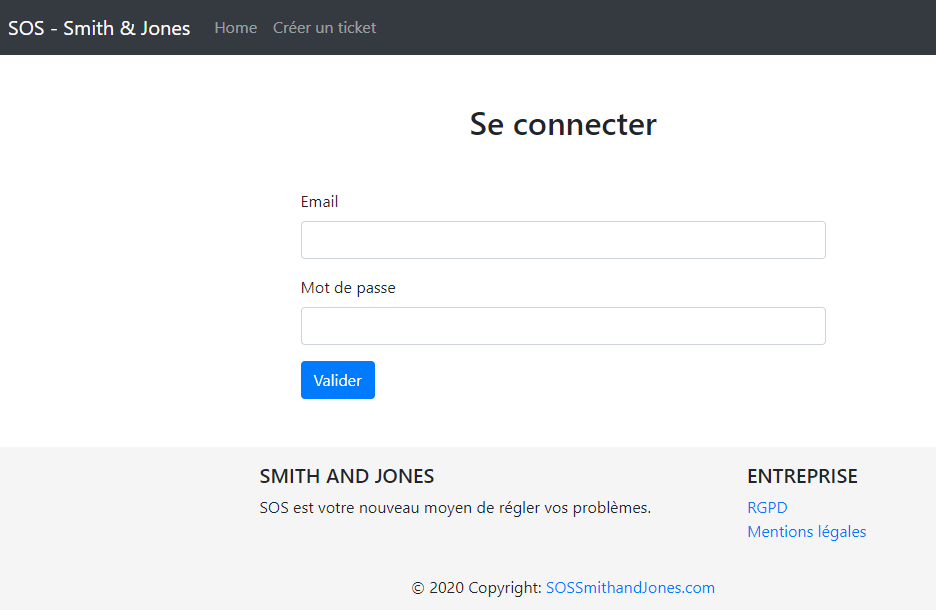 SOS - Smith & Jones Home Créer un ticket
Se connecter
Email
Mot de passe
Valider
SMITH AND JONES
SOS est votre nouveau moyen de régler vos problèmes.
ENTREPRISE
RGPD
Mentions légales
© 2020 Copyright: SOSSmithandJones.com